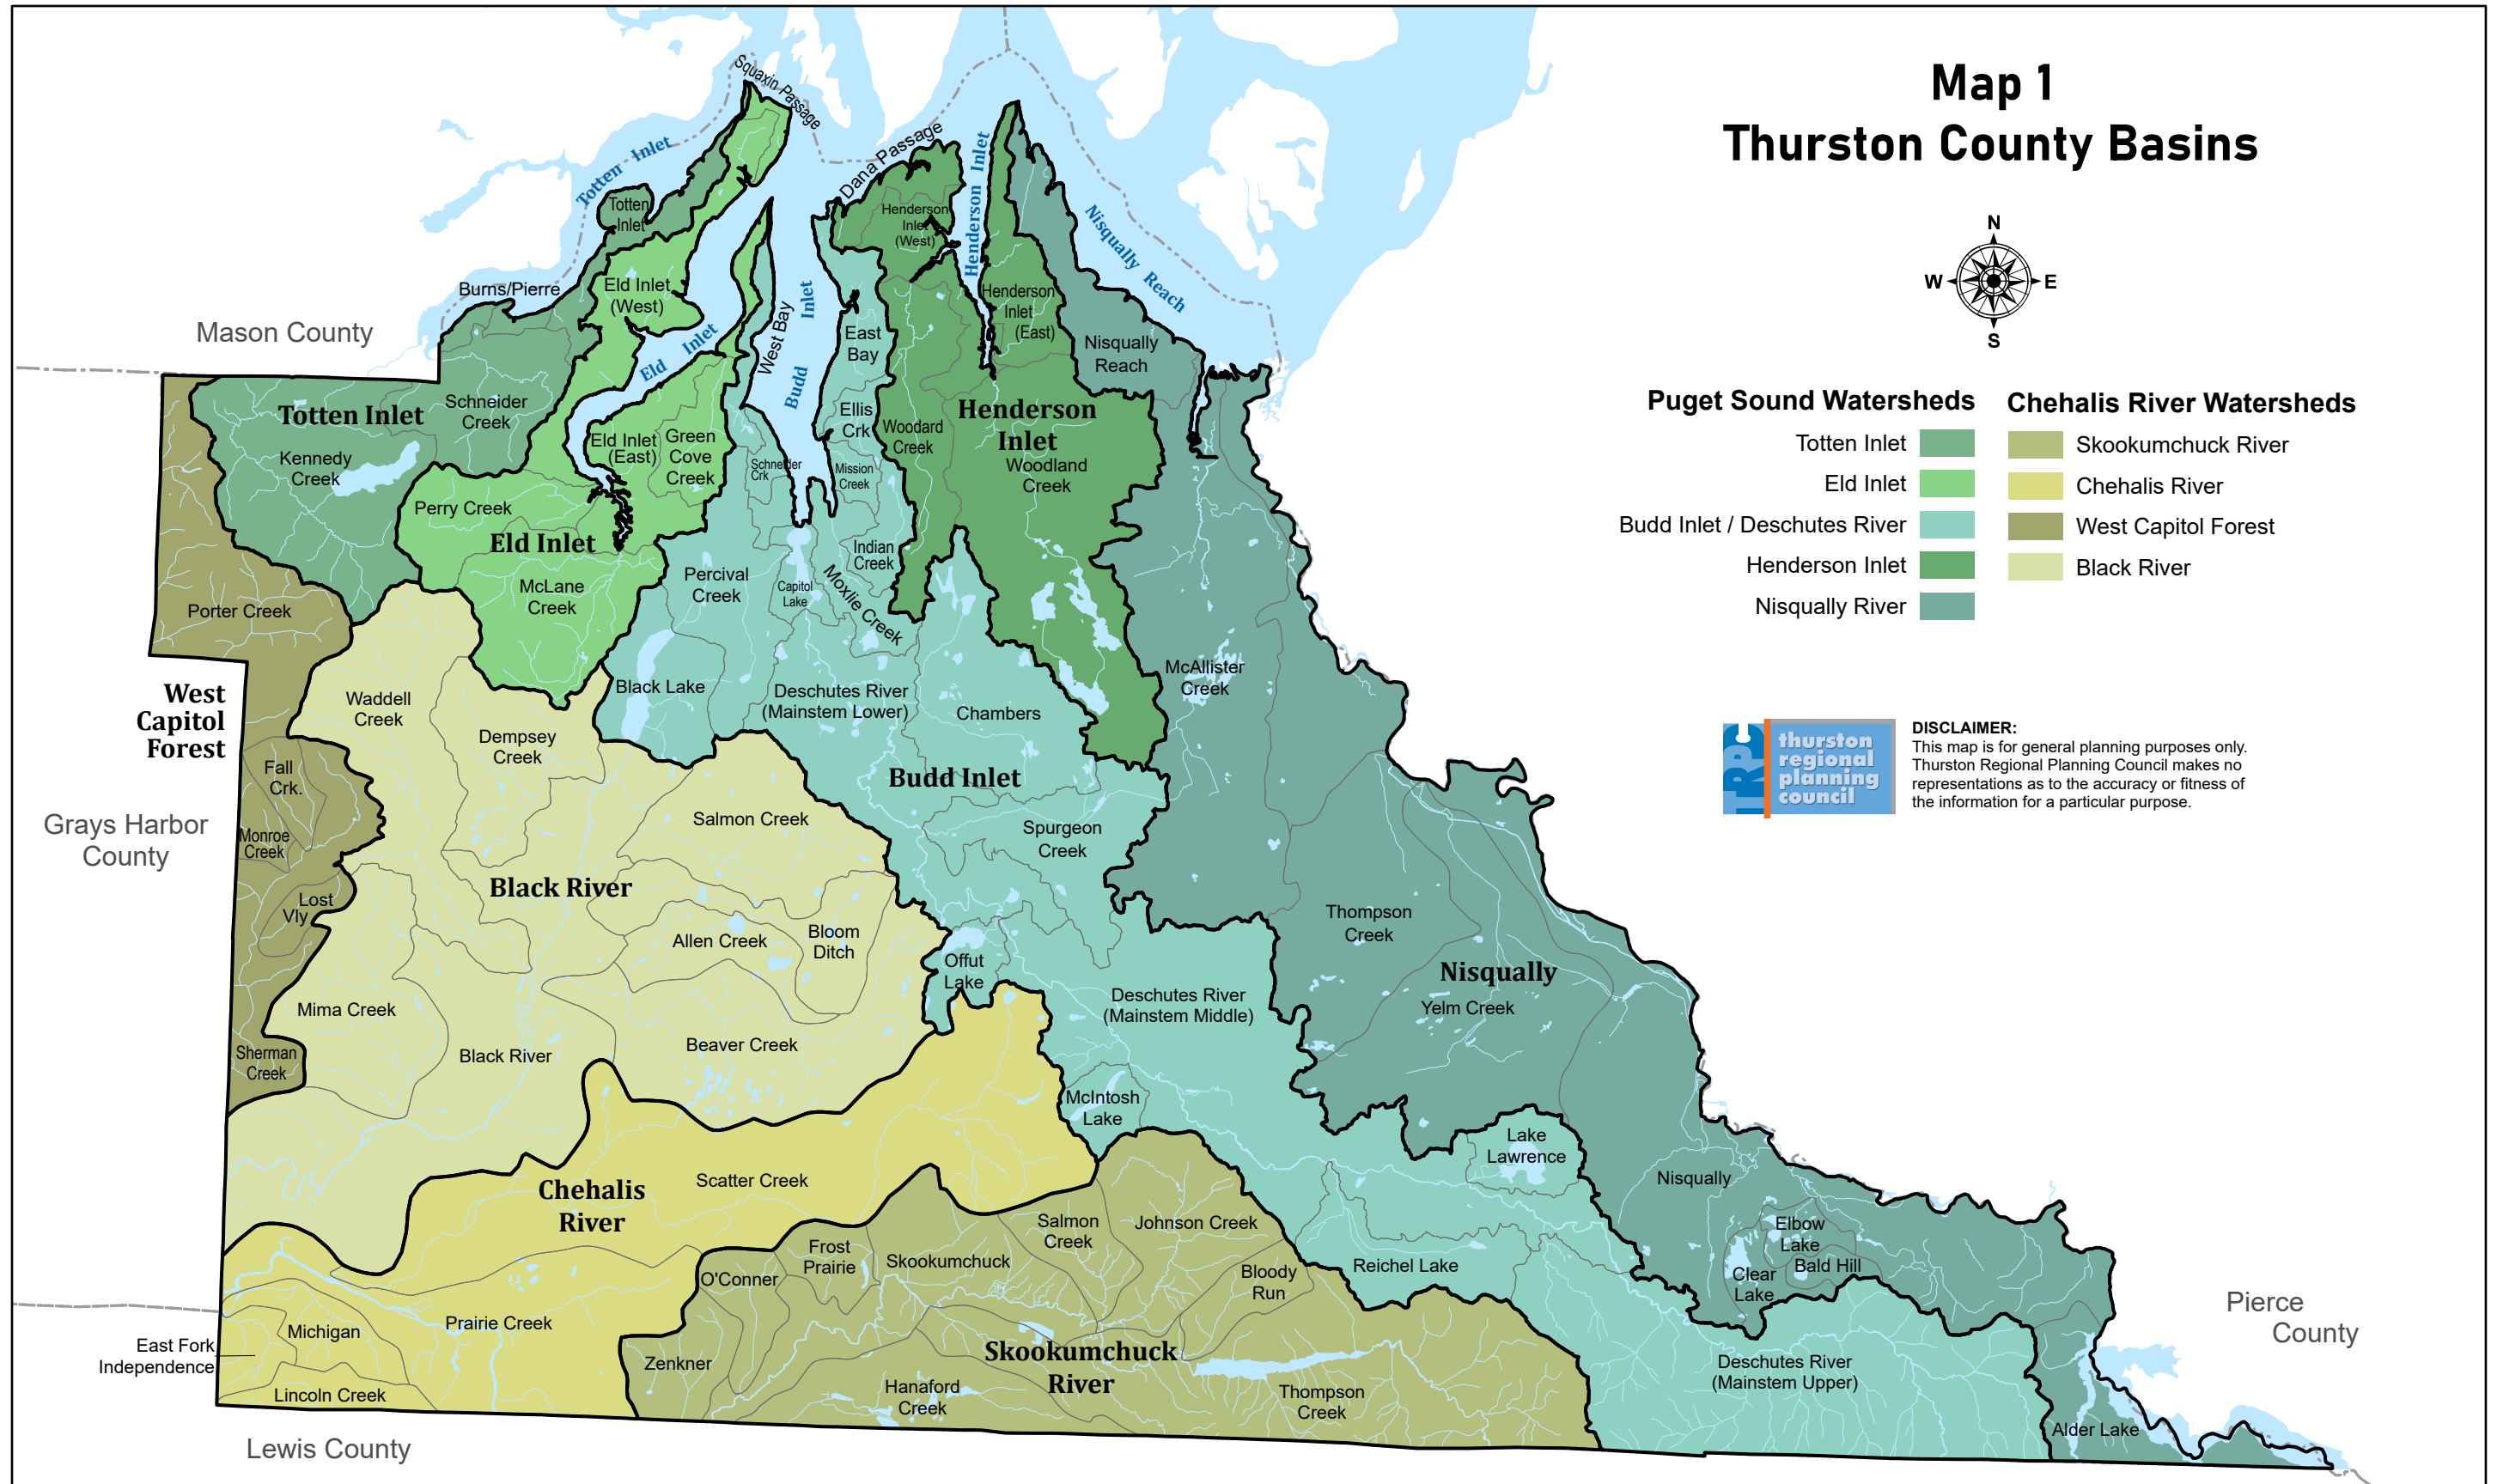 Map 1
Thurston County Basins
N
W
E
S
Puget Sound Watersheds
Totten Inlet
Eld Inlet
Budd Inlet / Deschutes River
Henderson Inlet
Nisqually River
Chehalis River Watersheds
Skookumchuck River
Chehalis River
West Capitol Forest
Black River
TRPC
thurston
regional
planning
council
DISCLAIMER:
This map is for general planning purposes only.
Thurston Regional Planning Council makes no
representations as to the accuracy or fitness of
the information for a particular purpose.
Squaxin Passage
Totten Inlet
Dana Passage
Henderson Inlet
Nisqually Reach
Totten
Inlet
Henderson
Inlet
(West)
Burns/Pierre
Eld Inlet
(West)
Eld Inlet
West Bay
Budd Inlet
East
Bay
Henderson
Inlet
(East)
Nisqually
Reach
Mason County
Totten Inlet
Schneider
Creek
Kennedy
Creek
Eld Inlet
(East)
Green
Cove
Creek
Ellis
Crk
Woodard
Creek
Henderson
Inlet
Woodland
Creek
Schneider
Crk
Mission
Creek
Perry Creek
Eld Inlet
McLane
Creek
Percival
Creek
Capitol
Lake
Moxlie Creek
Indian
Creek
Porter Creek
West
Capitol
Forest
Waddell
Creek
Dempsey
Creek
Black Lake
Deschutes River
(Mainstem Lower)
Chambers
McAllister
Creek
Fall
Crk.
Monroe
Creek
Grays Harbor
County
Salmon Creek
Budd Inlet
Spurgeon
Creek
Black River
Lost
Vly
Allen Creek
Bloom
Ditch
Offut
Lake
Thompson
Creek
Nisqually
Yelm Creek
Mima Creek
Deschutes River
(Mainstem Middle)
Sherman
Creek
Black River
Beaver Creek
McIntosh
Lake
Lake
Lawrence
Chehalis
River
Scatter Creek
Nisqually
Salmon
Creek
Johnson Creek
Elbow
Lake
Bald Hill
Clear
Lake
O'Conner
Frost
Prairie
Skookumchuck
Bloody
Run
Reichel Lake
Michigan
Prairie Creek
East Fork
Independence
Lincoln Creek
Zenkner
Skookumchuck
River
Hanaford
Creek
Thompson
Creek
Deschutes River
(Mainstem Upper)
Pierce
County
Alder Lake
Lewis County